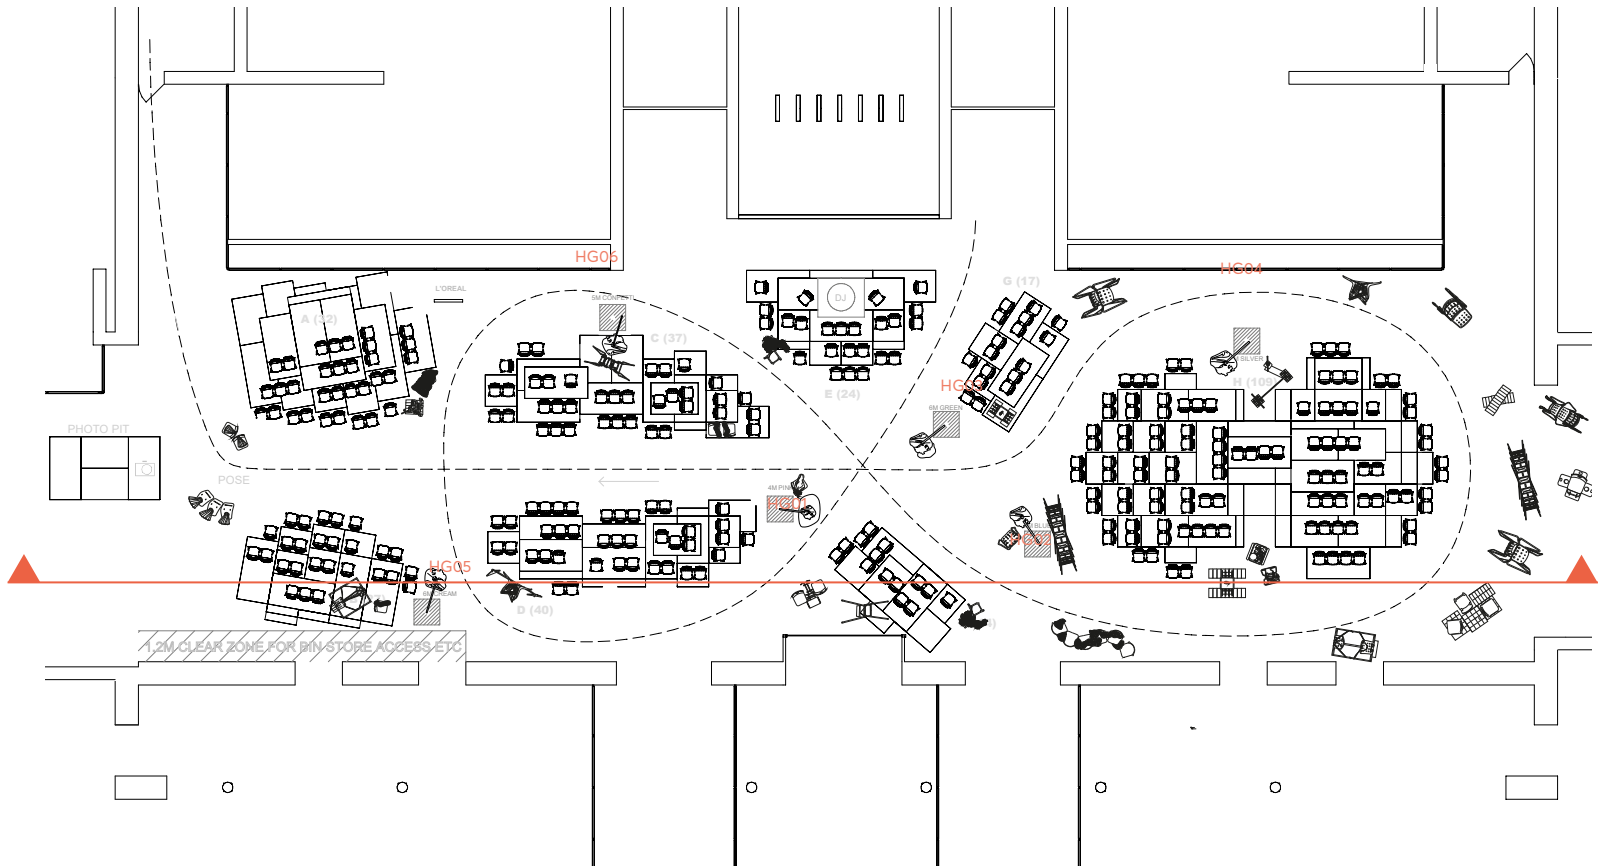 HG06
HG04
G (17)
L'OREAL
5M CONFETTI
DJ
A (32)
C (37)
SILVER
H (109)
HG03
E (24)
6M GREEN
PHOTO PIT
POSE
4M PINK
HG01
HG02
HG05
6M CREAM
D (40)
1.2M CLEAR ZONE FOR BIN STORE ACCESS ETC